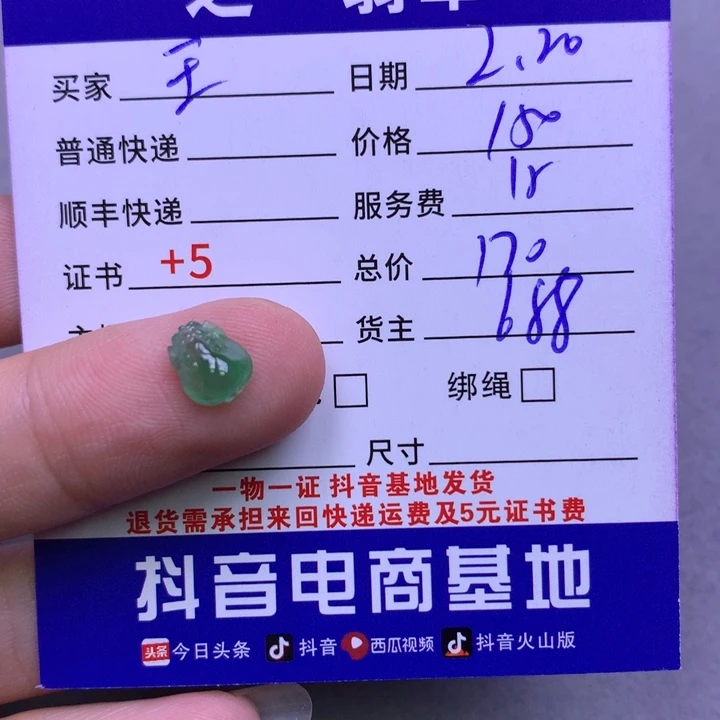 买家 王 日期 2.20
普通快递 价格 150
顺丰快递 服务费 15
证书 +5 总价 170
货主 688
绑绳
尺寸
一物一证 抖音基地发货
退货需承担来回快递运费及5元证书费
抖音电商基地
头条 今日头条 抖音 西瓜视频 抖音火山版